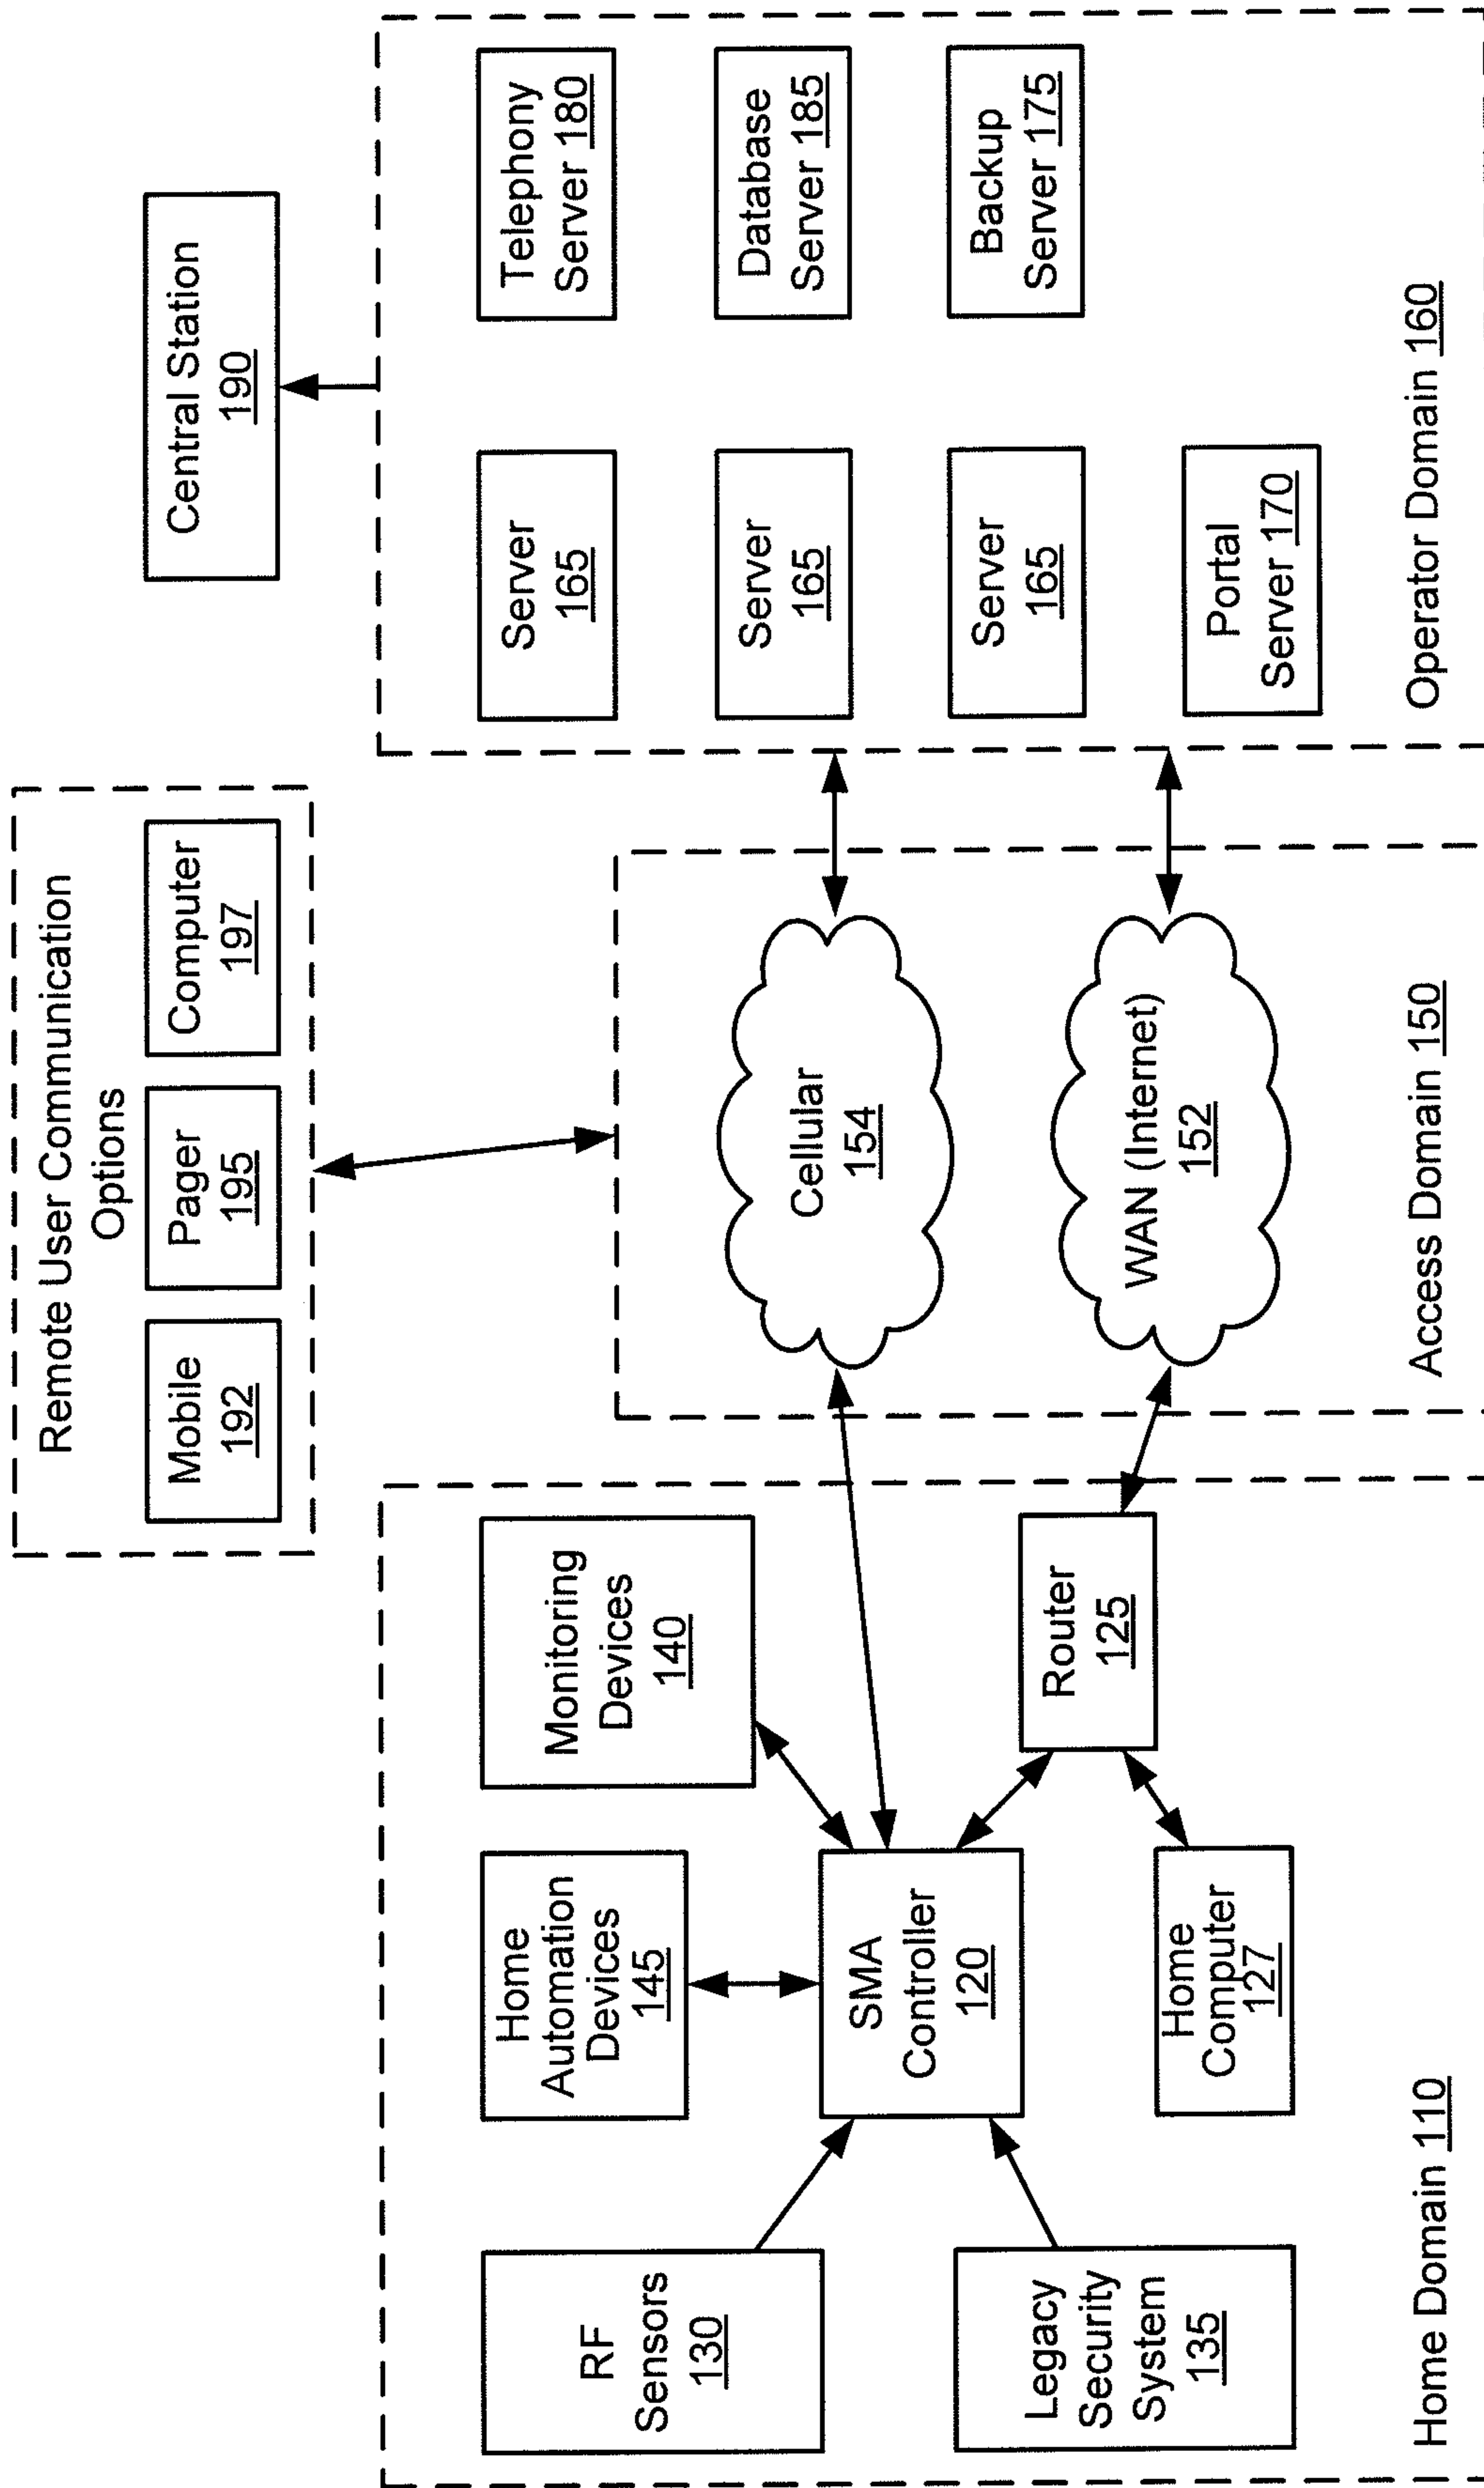 Remote User Communication
Options
Mobile
192
Pager
195
Computer
197
Central Station
190
RF
Sensors
130
Legacy
Security
System
135
Home
Automation
Devices
145
SMA
Controller
120
Home
Computer
127
Monitoring
Devices
140
Router
125
Home Domain 110
Cellular
154
WAN (Internet)
152
Access Domain 150
Server
165
Server
165
Server
165
Portal
Server 170
Telephony
Server 180
Database
Server 185
Backup
Server 175
Operator Domain 160